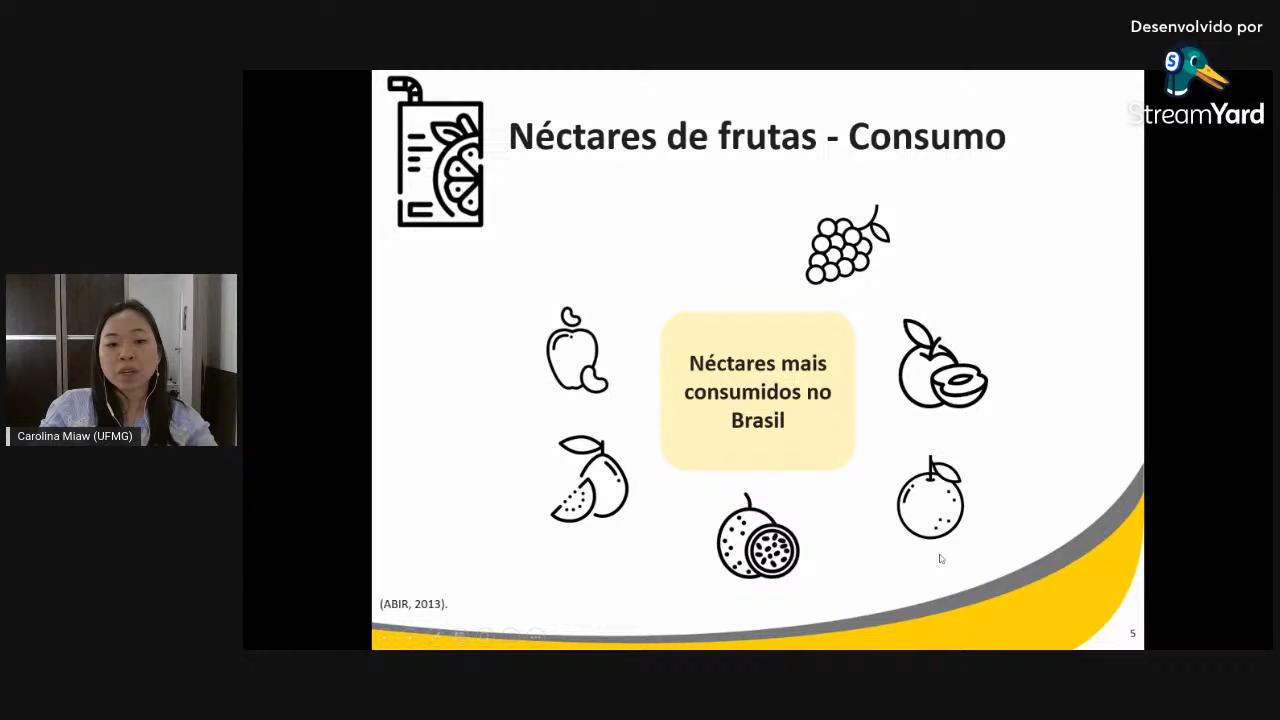 Desenvolvido por
StreamYard
Néctares de frutas - Consumo
Néctares mais
consumidos no
Brasil
Carolina Miaw (UFMG)
(ABIR, 2013).
5